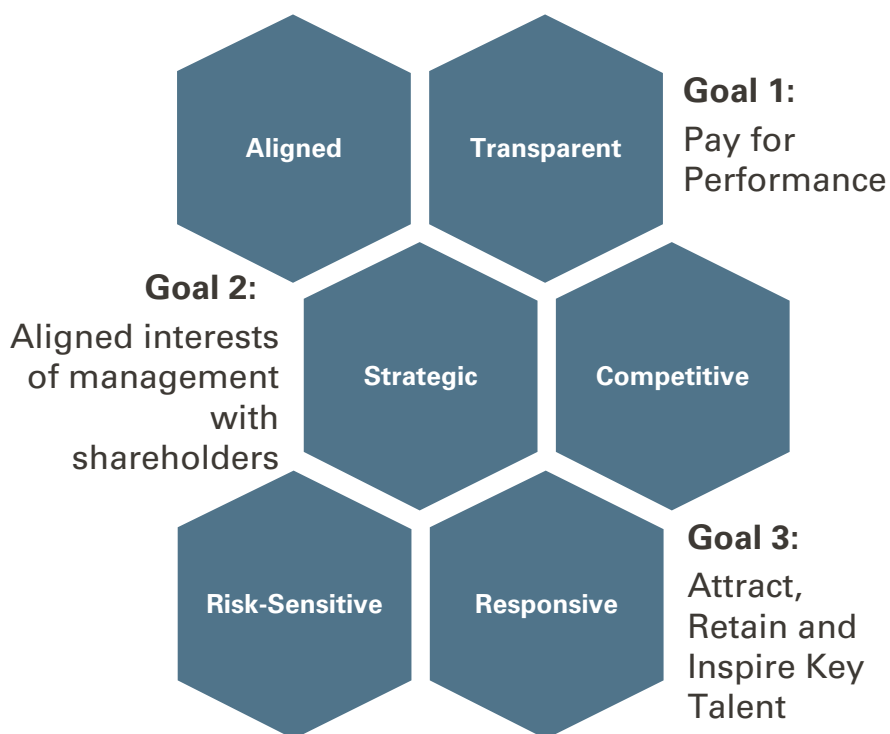 Aligned
Transparent
Goal 1:
Pay for
Performance
Goal 2:
Aligned interests
of management
with
shareholders
Strategic
Competitive
Risk-Sensitive
Responsive
Goal 3:
Attract,
Retain and
Inspire Key
Talent